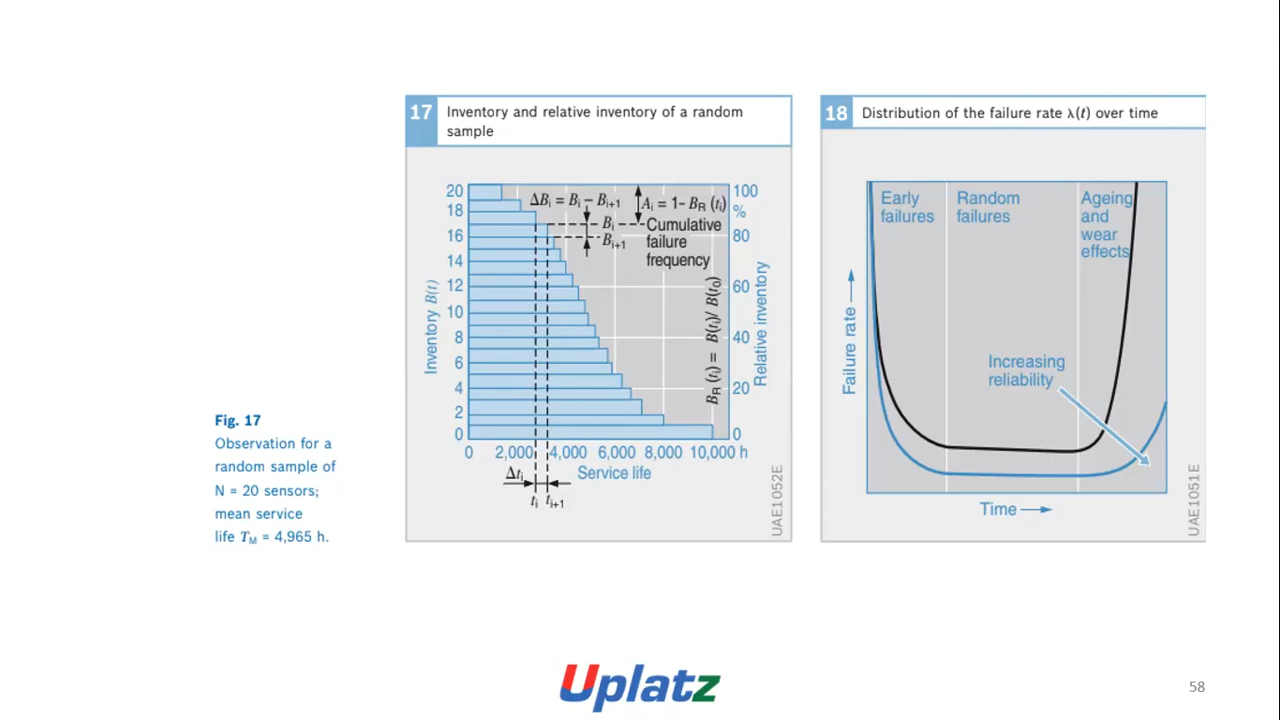 17 Inventory and relative inventory of a random
sample
20
18
16
14
12
10
8
6
4
2
0
Inventory B(t)
ΔBᵢ = Bᵢ – Bᵢ₊₁
Aᵢ = 1- B_R (tᵢ)
Bᵢ
Bᵢ₊₁
Cumulative
failure
frequency
100
%
80
60
40
20
0
B_R (tᵢ) = B(tᵢ)/ B(t₀)
Relative inventory
0 2,000 4,000 6,000 8,000 10,000 h
Service life
Δtᵢ
tᵢ tᵢ₊₁
UAE1052E
18 Distribution of the failure rate λ(t) over time
Early
failures
Random
failures
Ageing
and
wear
effects
Increasing
reliability
Failure rate
Time
UAE1051E
Fig. 17
Observation for a
random sample of
N = 20 sensors;
mean service
life T_M = 4,965 h.
Uplatz
58